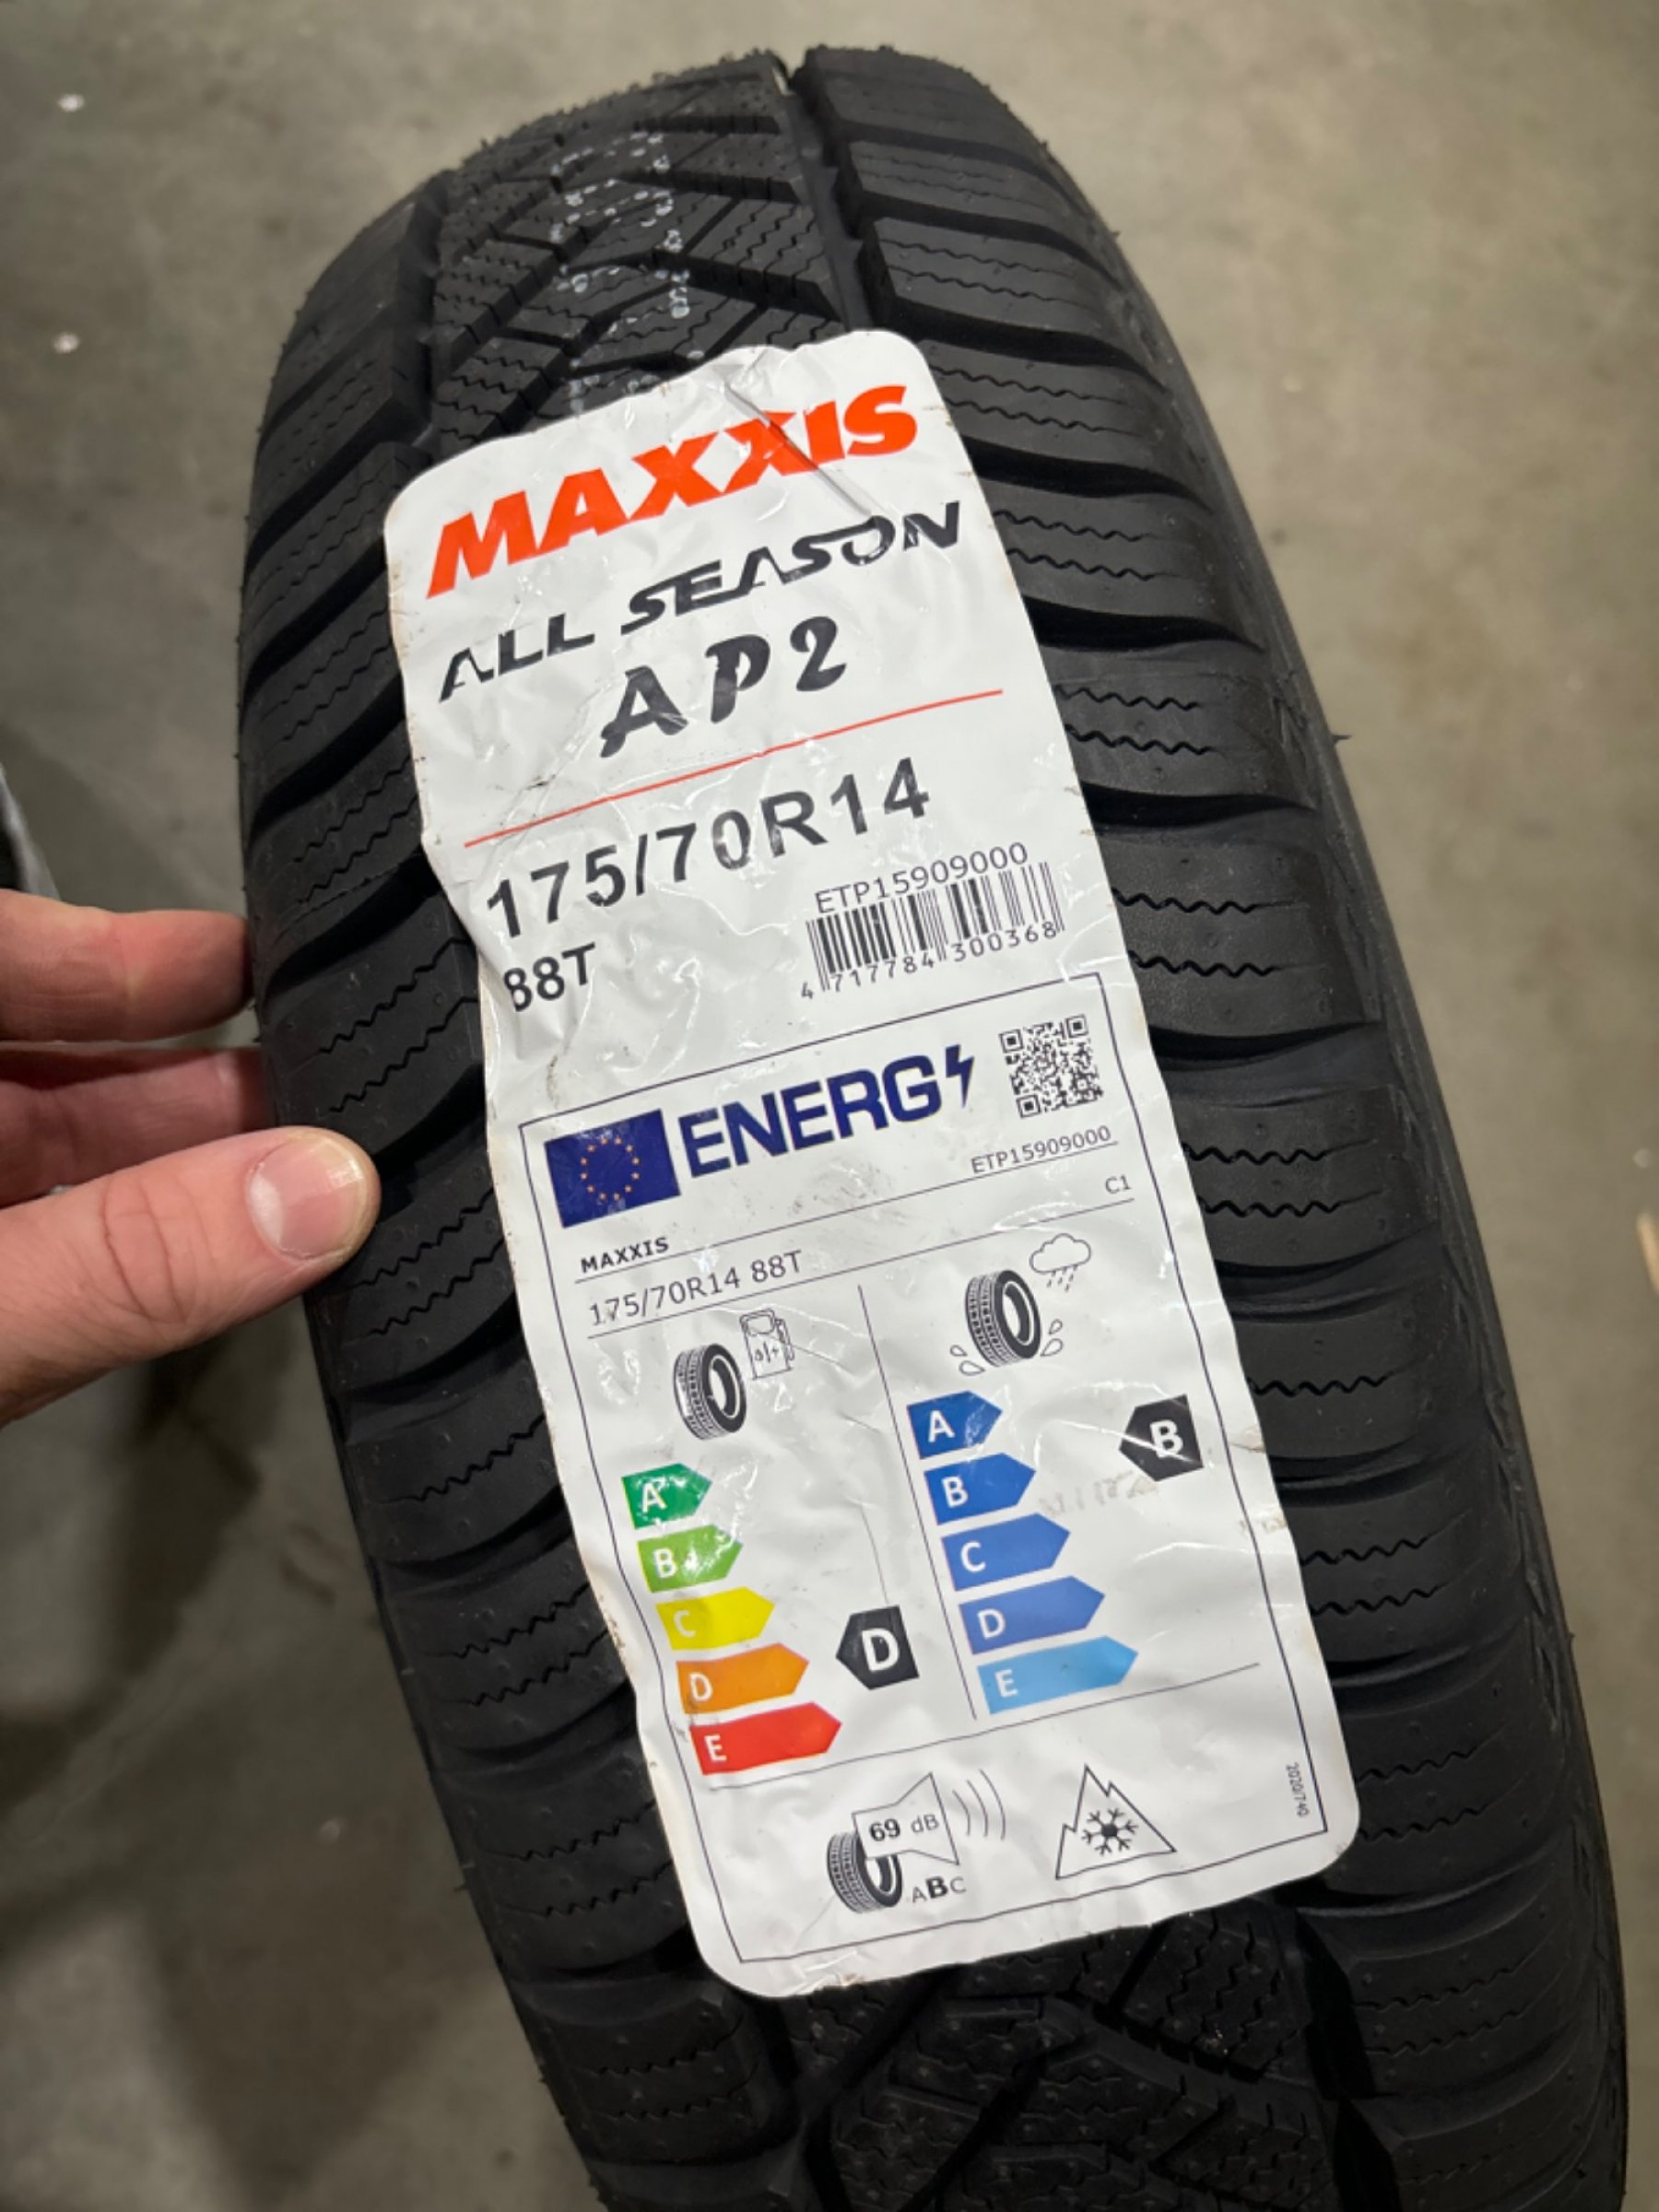 MAXXIS
ALL SEASON
AP2
175/70R14
88T
ETP15909000
4 717784 300368
ENERG
ETP15909000
MAXXIS
C1
175/70R14 88T
A
B
C
D
E
D
A
B
C
D
E
B
69 dB
ABC
2020/740